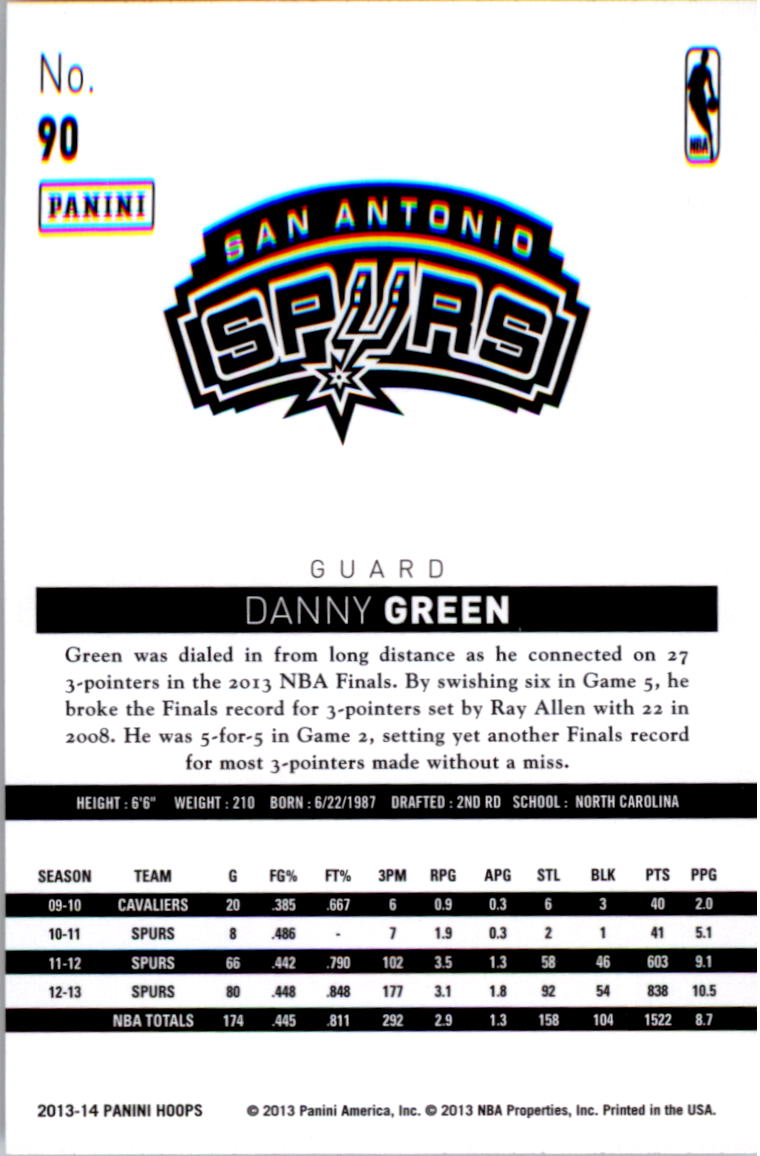 No.
90
NBA
PANINI
SAN ANTONIO
SPURS
GUARD
DANNY GREEN
Green was dialed in from long distance as he connected on 27
3-pointers in the 2013 NBA Finals. By swishing six in Game 5, he
broke the Finals record for 3-pointers set by Ray Allen with 22 in
2008. He was 5-for-5 in Game 2, setting yet another Finals record
for most 3-pointers made without a miss.
HEIGHT : 6'6" WEIGHT : 210 BORN : 6/22/1987 DRAFTED : 2ND RD SCHOOL : NORTH CAROLINA
SEASON TEAM G FG% FT% 3PM RPG APG STL BLK PTS PPG
09-10 CAVALIERS 20 .385 .667 6 0.9 0.3 6 3 40 2.0
10-11 SPURS 8 .486 - 7 1.9 0.3 2 1 41 5.1
11-12 SPURS 66 .442 .790 102 3.5 1.3 58 46 603 9.1
12-13 SPURS 80 .448 .848 177 3.1 1.8 92 54 838 10.5
NBA TOTALS 174 .445 .811 292 2.9 1.3 158 104 1522 8.7
2013-14 PANINI HOOPS © 2013 Panini America, Inc. © 2013 NBA Properties, Inc. Printed in the USA.